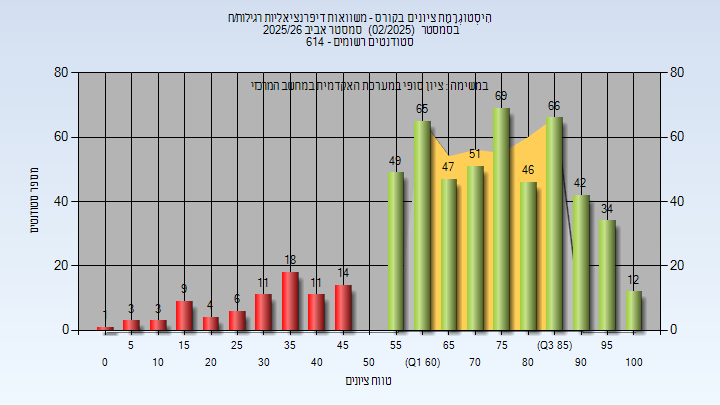 היסטוגרמת ציונים בקורס - משוואות דיפרנציאליות רגילות/ח
בסמסטר (02/2025) סמסטר אביב 2025/26
סטודנטים רשומים - 614
במשימה : ציון סופי במערכת האקדמית במחשב המרכזי
מספר סטודנטים
80 80
60 60
40 40
20 20
0 0
1 3 3 9 4 6 11 18 11 14 49 65 47 51 69 46 66 42 34 12
5 15 25 35 45 55 65 75 (Q3 85) 95
0 10 20 30 40 50 (Q1 60) 70 80 90 100
טווח ציונים